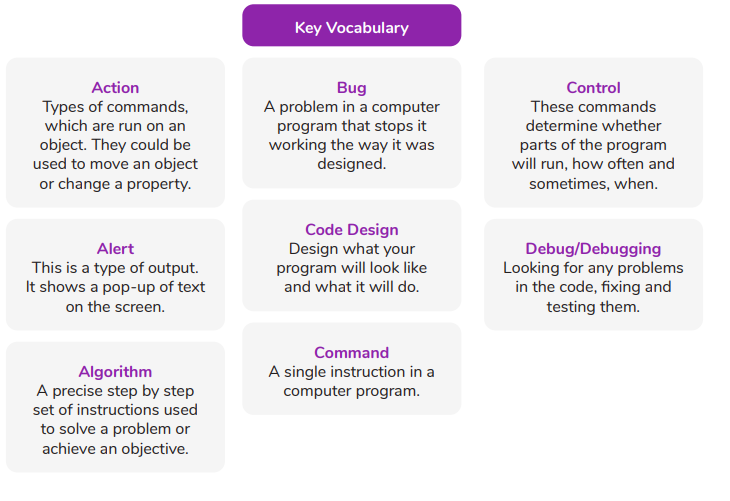 Key Vocabulary
Action
Types of commands,
which are run on an
object. They could be
used to move an object
or change a property.
Alert
This is a type of output.
It shows a pop-up of text
on the screen.
Algorithm
A precise step by step
set of instructions used
to solve a problem or
achieve an objective.
Bug
A problem in a computer
program that stops it
working the way it was
designed.
Code Design
Design what your
program will look like
and what it will do.
Command
A single instruction in a
computer program.
Control
These commands
determine whether
parts of the program
will run, how often and
sometimes, when.
Debug/Debugging
Looking for any problems
in the code, fixing and
testing them.